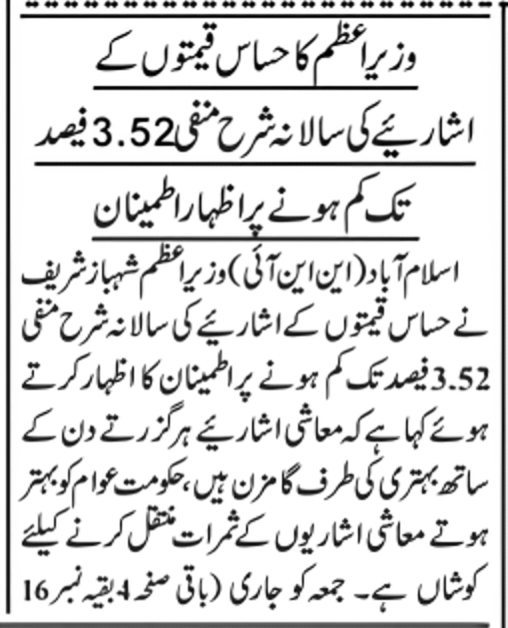 وزیراعظم کا حساس قیمتوں کے
اشاریئے کی سالانہ شرح منفی 3.52 فیصد
تک کم ہونے پر اظہار اطمینان
اسلام آباد (این این آئی) وزیراعظم شہباز شریف
نے حساس قیمتوں کے اشاریئے کی سالانہ شرح منفی
3.52 فیصد تک کم ہونے پر اطمینان کا اظہار کرتے
ہوئے کہا ہے کہ معاشی اشاریئے ہر گزرتے دن کے
ساتھ بہتری کی طرف گامزن ہیں، حکومت عوام کو بہتر
ہوتے معاشی اشاریوں کے ثمرات منتقل کرنے کیلئے
کوشاں ہے۔ جمعہ کو جاری (باقی صفحہ 4 بقیہ نمبر 16